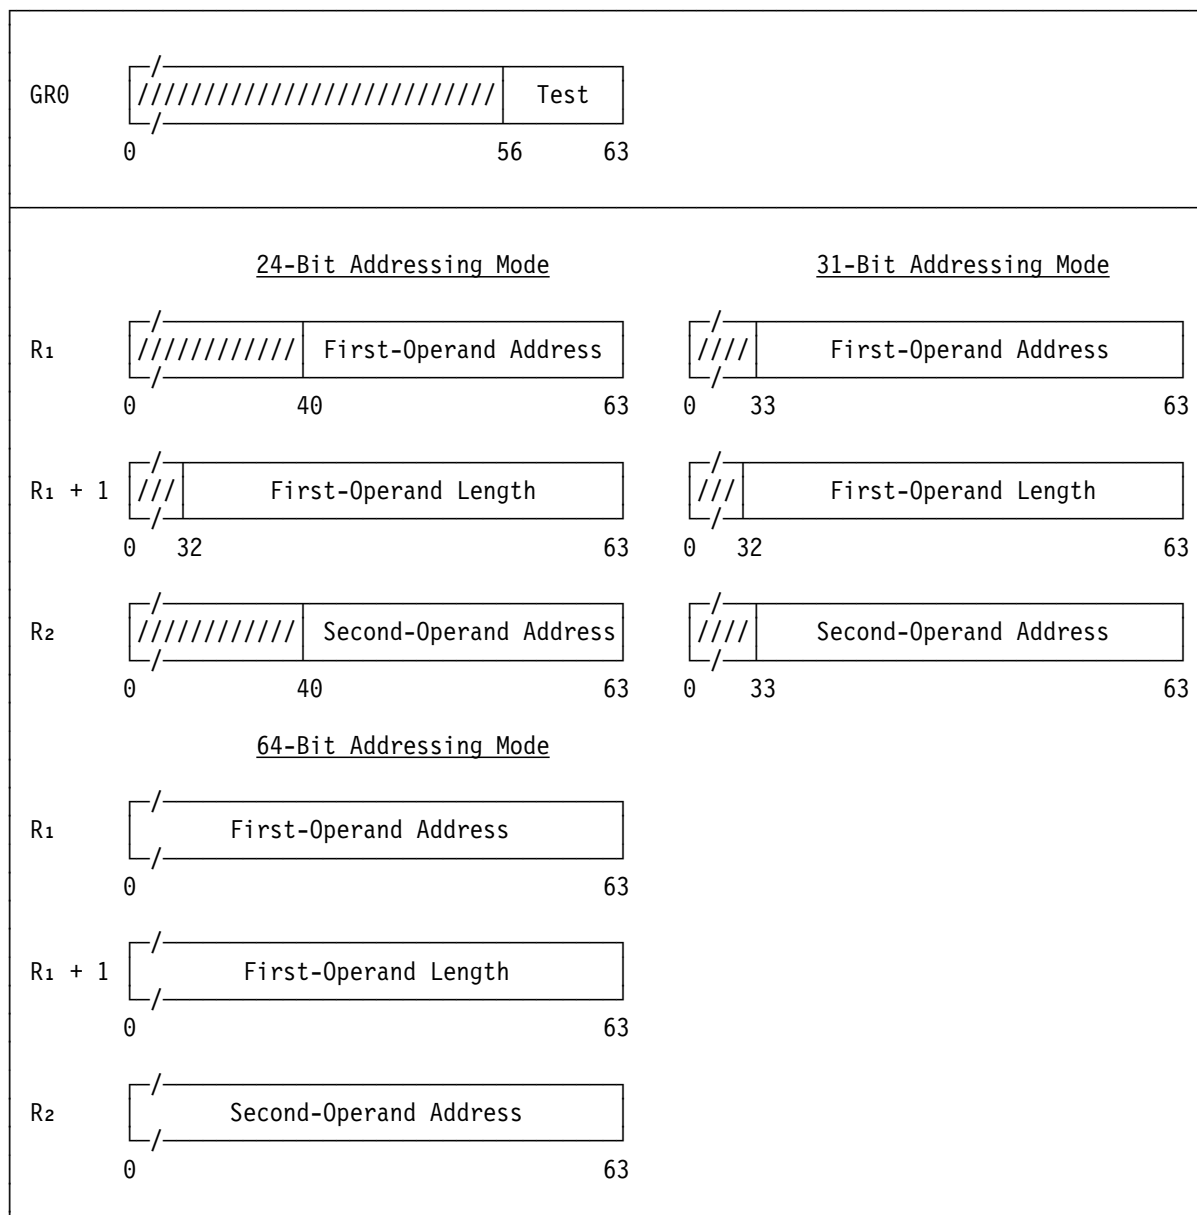 GR0 //////////////////////////// Test
0 56 63
24-Bit Addressing Mode 31-Bit Addressing Mode
R₁ //////////// First-Operand Address //// First-Operand Address
0 40 63 0 33 63
R₁ + 1 /// First-Operand Length /// First-Operand Length
0 32 63 0 32 63
R₂ //////////// Second-Operand Address //// Second-Operand Address
0 40 63 0 33 63
64-Bit Addressing Mode
R₁ First-Operand Address
0 63
R₁ + 1 First-Operand Length
0 63
R₂ Second-Operand Address
0 63